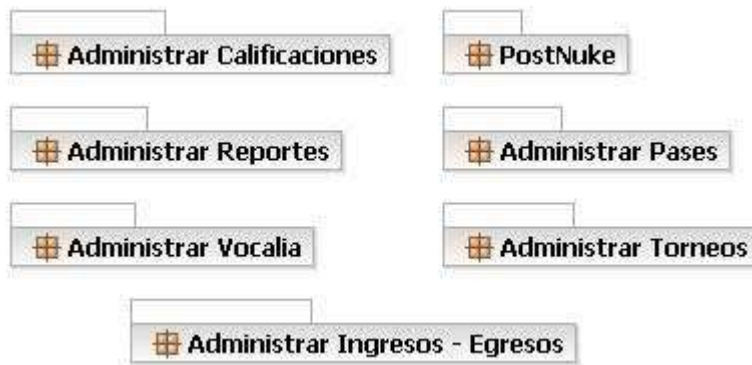 Administrar Calificaciones
PostNuke
Administrar Reportes
Administrar Pases
Administrar Vocalia
Administrar Torneos
Administrar Ingresos - Egresos